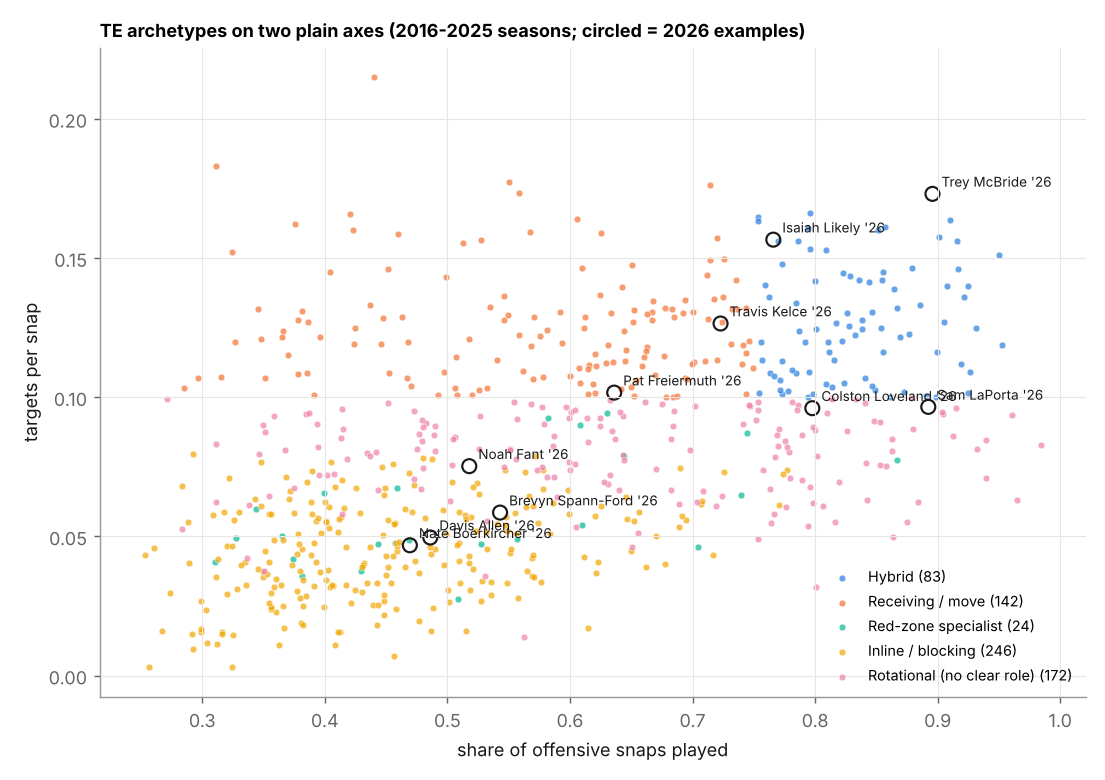 TE archetypes on two plain axes (2016-2025 seasons; circled = 2026 examples)
targets per snap
0.20
0.15
0.10
0.05
0.00
Trey McBride '26
Isaiah Likely '26
Travis Kelce '26
Pat Freiermuth '26
Colston Loveland '26
Sam LaPorta '26
Noah Fant '26
Brevyn Spann-Ford '26
Davis Allen '26
Nate Boerkircher '26
Hybrid (83)
Receiving / move (142)
Red-zone specialist (24)
Inline / blocking (246)
Rotational (no clear role) (172)
0.3
0.4
0.5
0.6
0.7
0.8
0.9
1.0
share of offensive snaps played